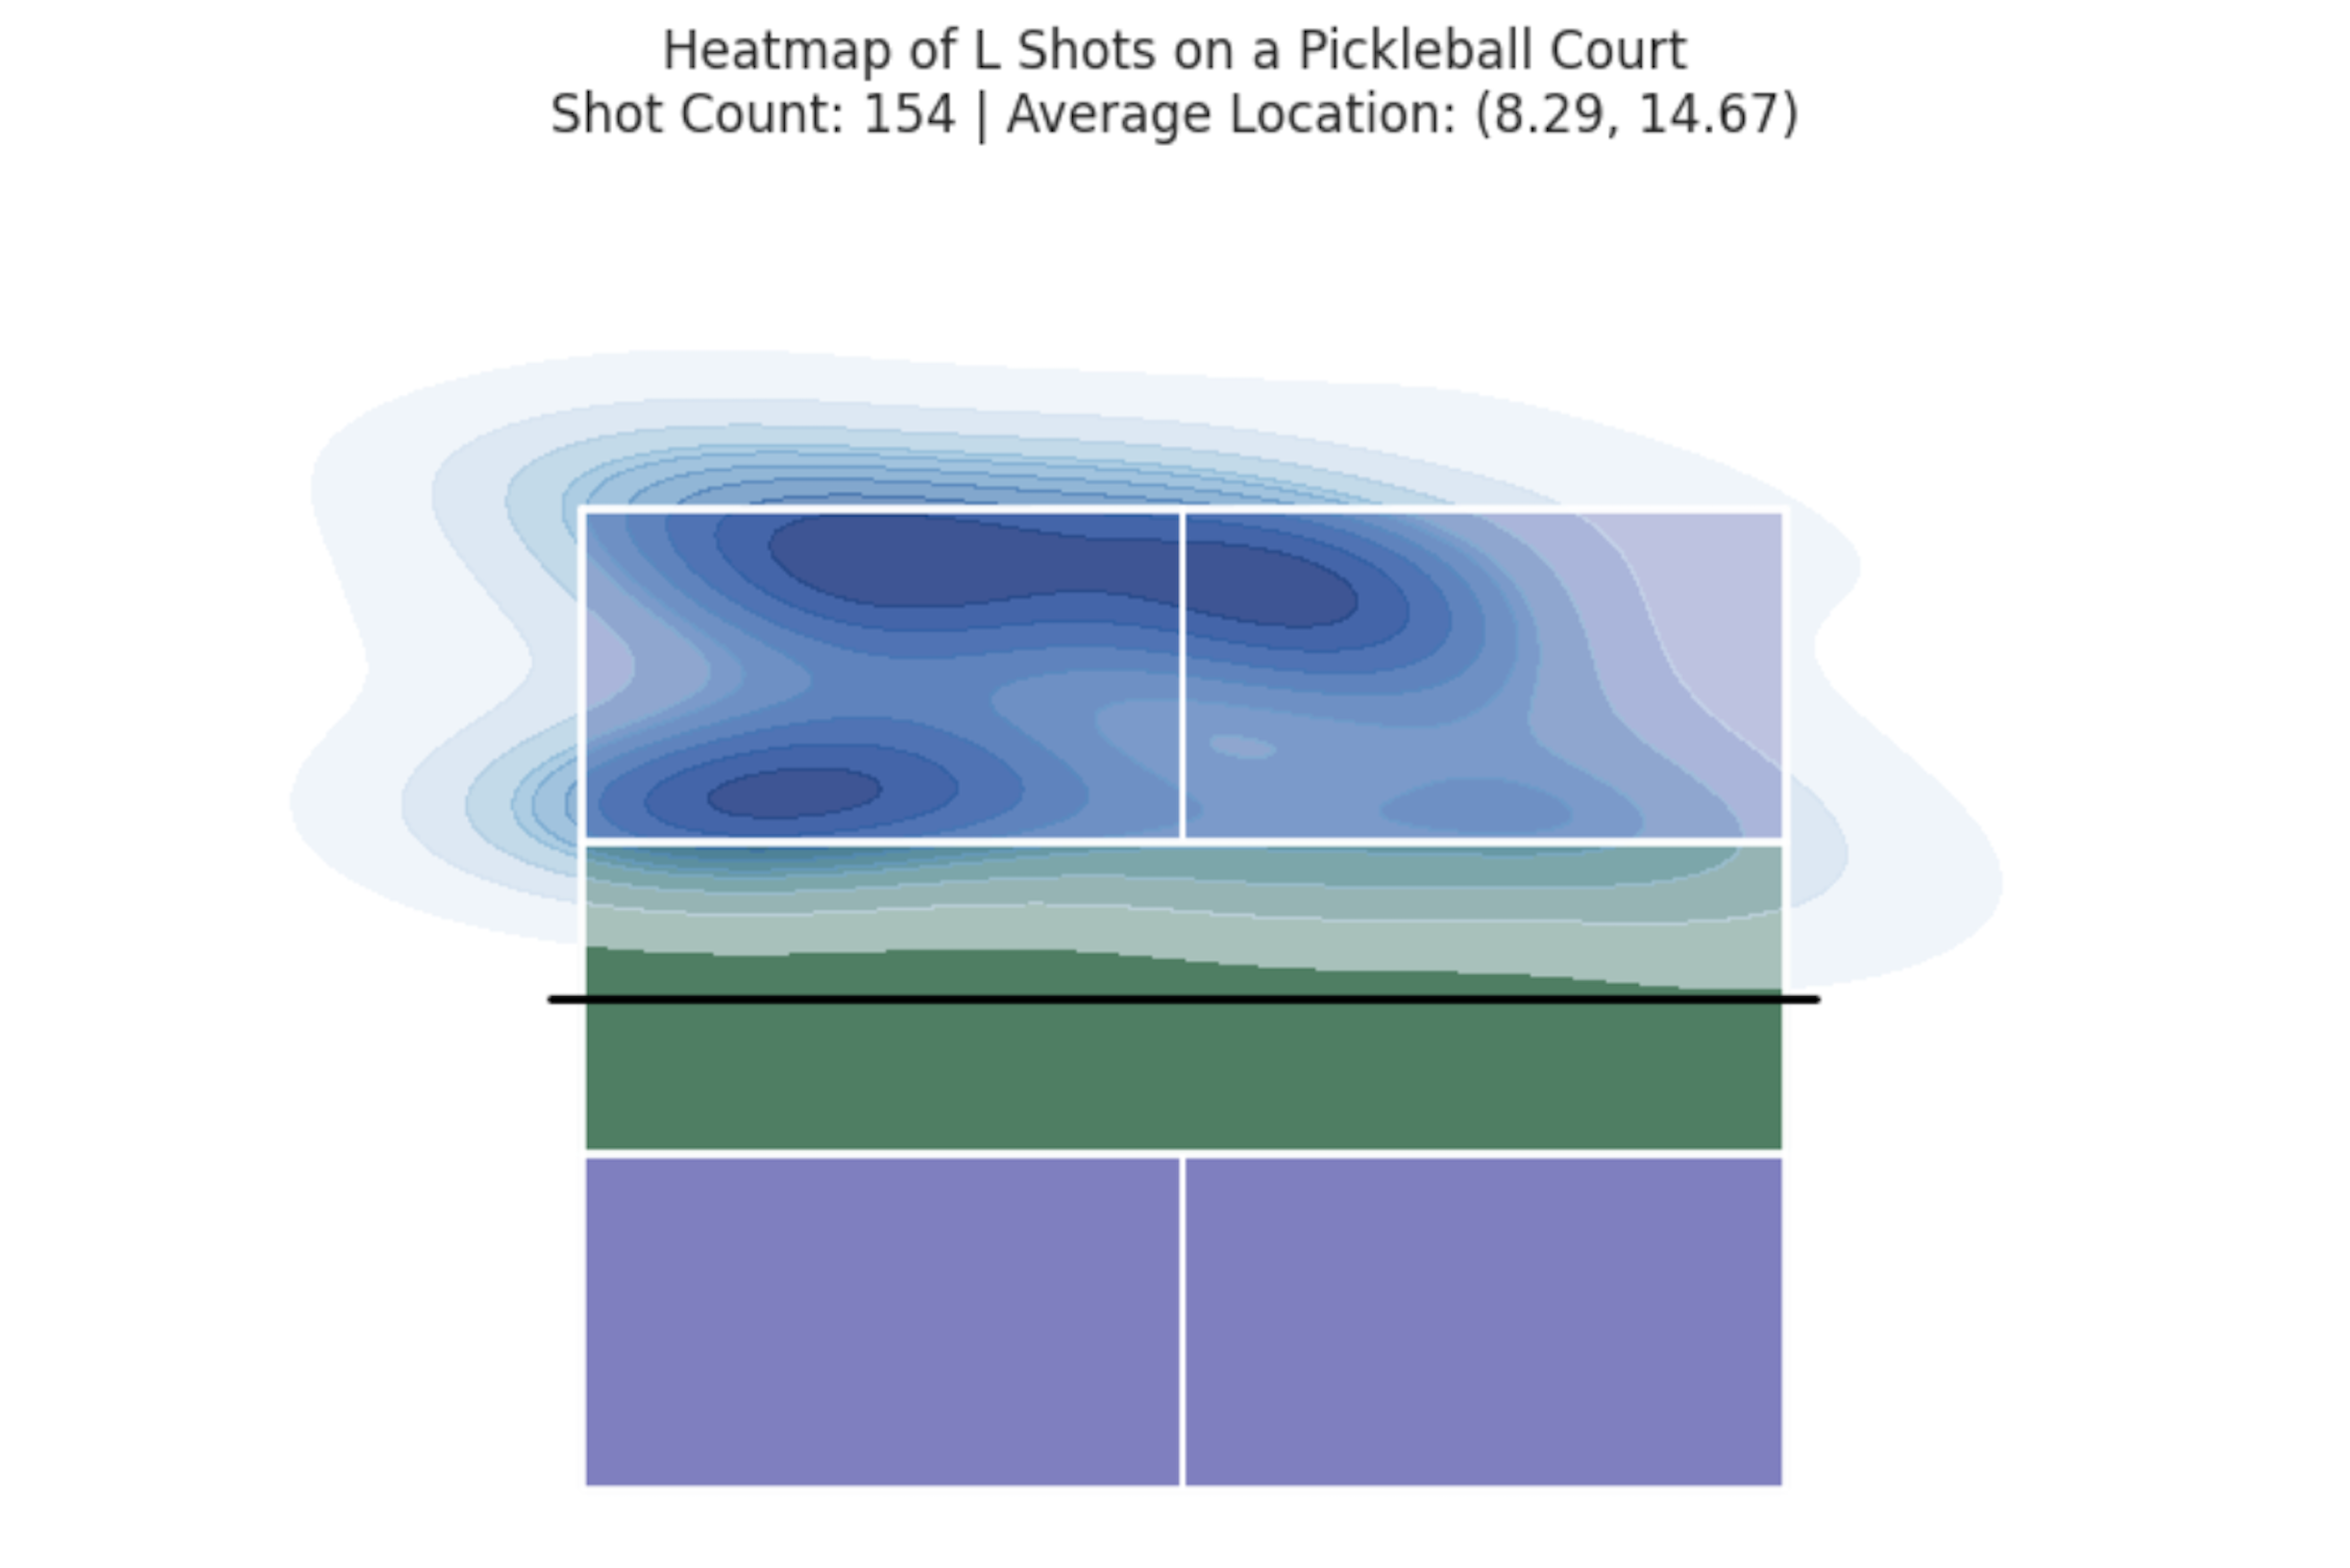 Heatmap of L Shots on a Pickleball Court
Shot Count: 154 | Average Location: (8.29, 14.67)